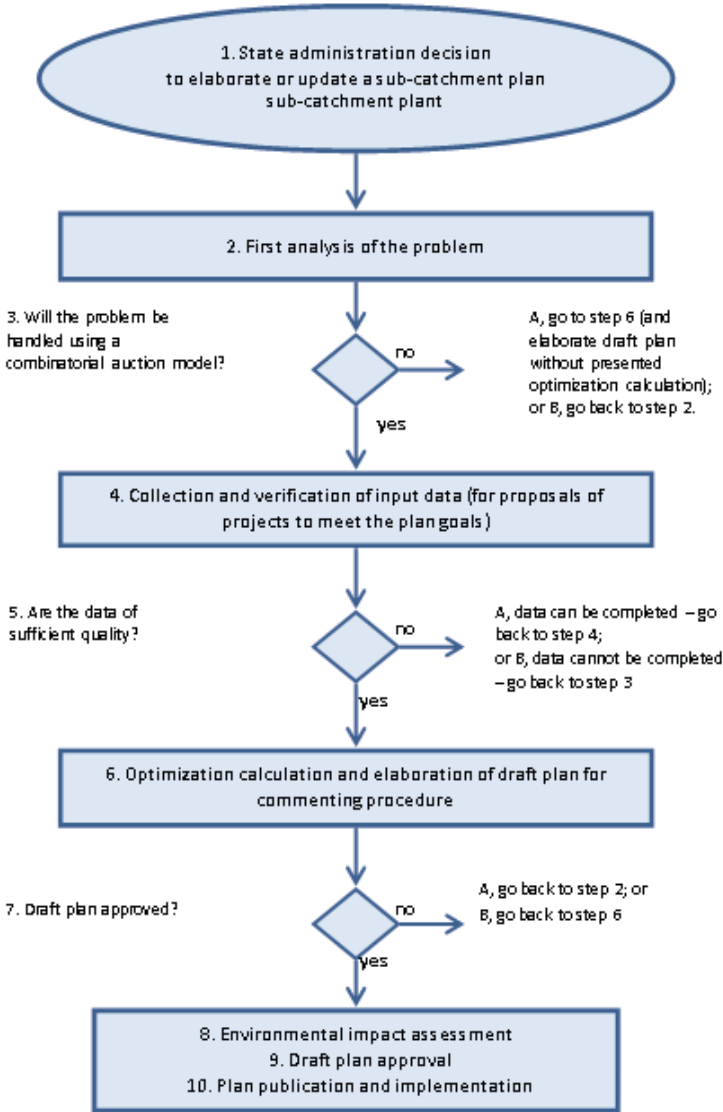 1. State administration decision
to elaborate or update a sub-catchment plan
sub-catchment plant
2. First analysis of the problem
3. Will the problem be
handled using a
combinatorial auction model?
no
A, go to step 6 (and
elaborate draft plan
without presented
optimization calculation);
or B, go back to step 2.
yes
4. Collection and verification of input data (for proposals of
projects to meet the plan goals)
5. Are the data of
sufficient quality?
no
A, data can be completed – go
back to step 4;
or B, data cannot be completed
– go back to step 3
yes
6. Optimization calculation and elaboration of draft plan for
commenting procedure
7. Draft plan approved?
no
A, go back to step 2; or
B, go back to step 6
yes
8. Environmental impact assessment
9. Draft plan approval
10. Plan publication and implementation